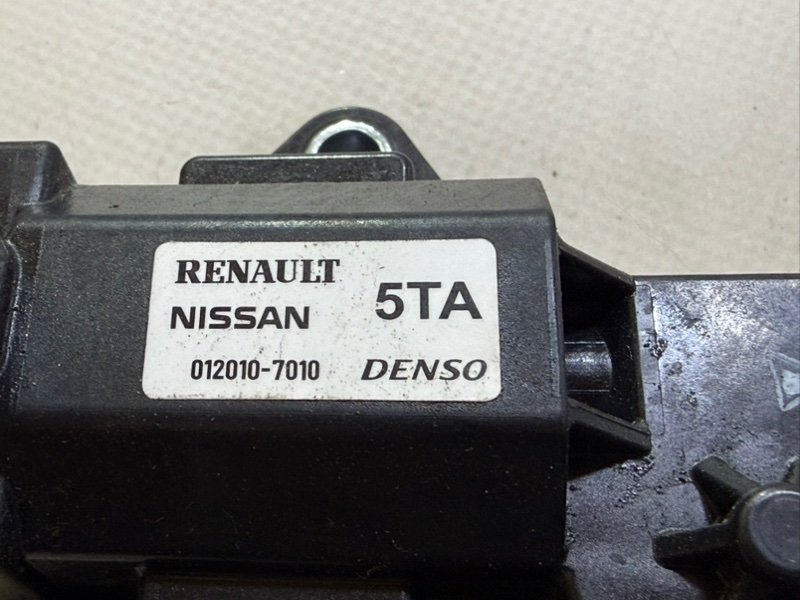 RENAULT
NISSAN 5TA
012010-7010 DENSO